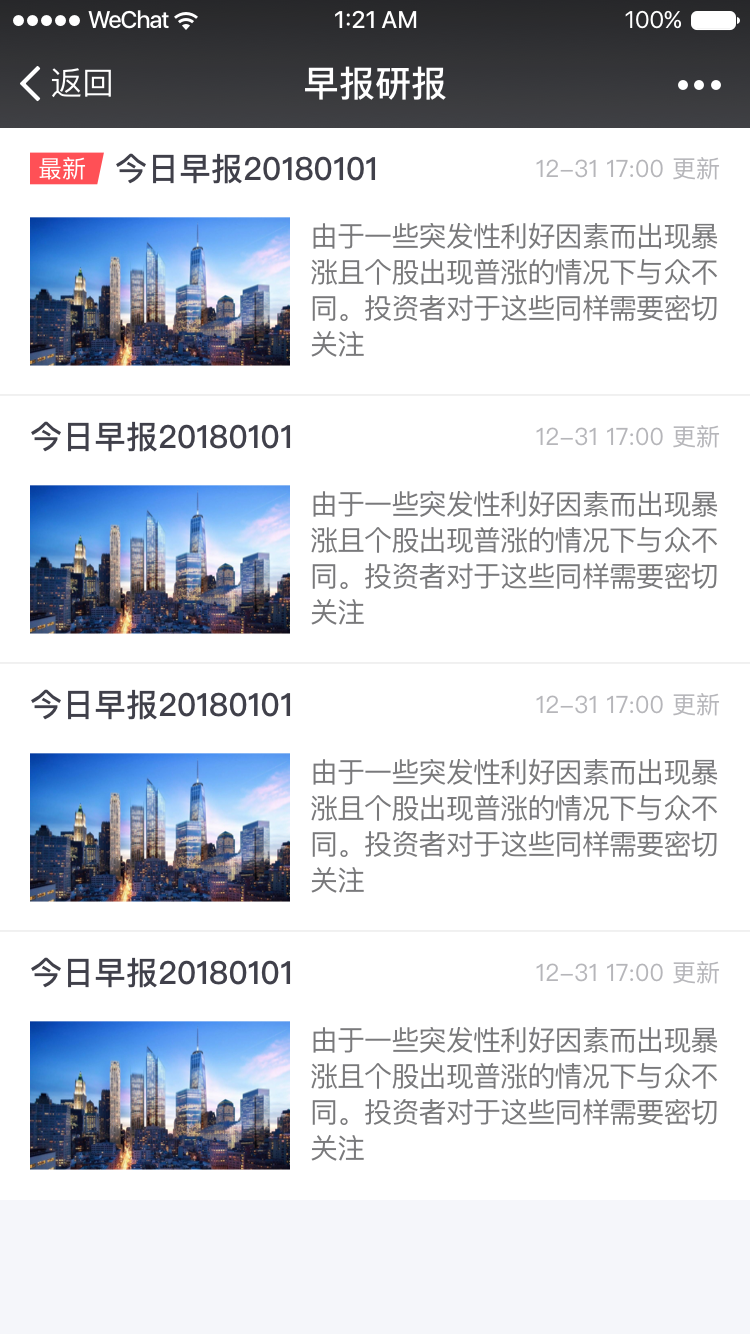 WeChat 1:21 AM 100%
返回 早报研报
最新 今日早报20180101 12-31 17:00 更新
由于一些突发性利好因素而出现暴
涨且个股出现普涨的情况下与众不
同。投资者对于这些同样需要密切
关注
今日早报20180101 12-31 17:00 更新
由于一些突发性利好因素而出现暴
涨且个股出现普涨的情况下与众不
同。投资者对于这些同样需要密切
关注
今日早报20180101 12-31 17:00 更新
由于一些突发性利好因素而出现暴
涨且个股出现普涨的情况下与众不
同。投资者对于这些同样需要密切
关注
今日早报20180101 12-31 17:00 更新
由于一些突发性利好因素而出现暴
涨且个股出现普涨的情况下与众不
同。投资者对于这些同样需要密切
关注